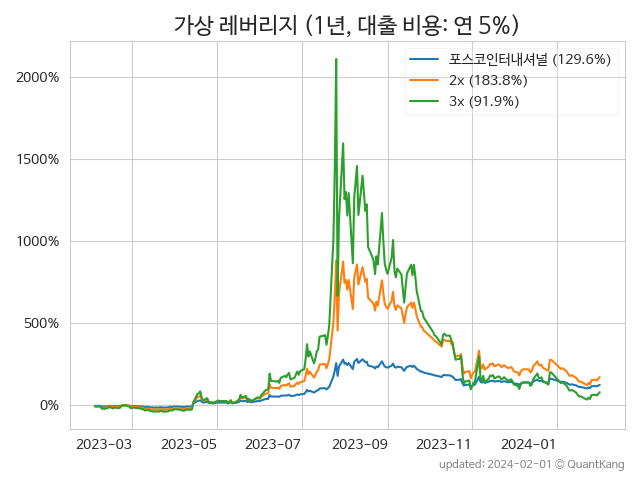 가상 레버리지 (1년, 대출 비용: 연 5%)
포스코인터내셔널 (129.6%)
2x (183.8%)
3x (91.9%)
2000%
1500%
1000%
500%
0%
2023-03 2023-05 2023-07 2023-09 2023-11 2024-01
updated: 2024-02-01 © QuantKang